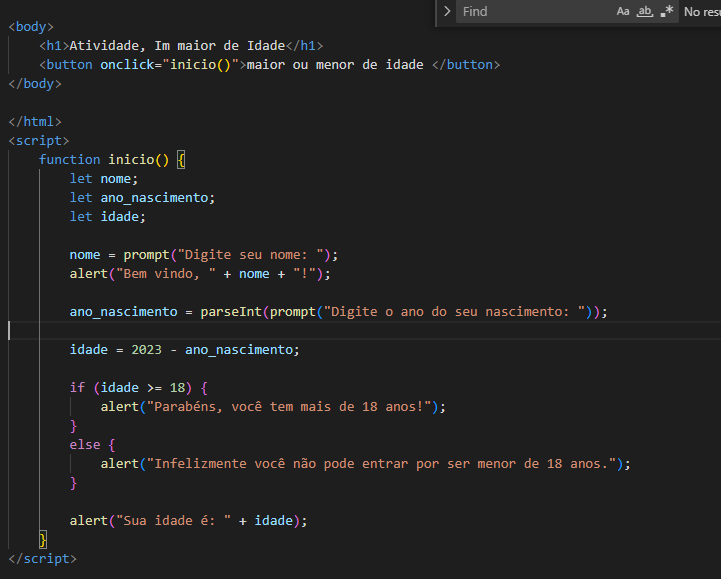 > Find Aa ab .* No resu
<body>
<h1>Atividade, Im maior de Idade</h1>
<button onclick="inicio()">maior ou menor de idade </button>
</body>
</html>
<script>
function inicio() {
let nome;
let ano_nascimento;
let idade;
nome = prompt("Digite seu nome: ");
alert("Bem vindo, " + nome + "!");
ano_nascimento = parseInt(prompt("Digite o ano do seu nascimento: "));
idade = 2023 - ano_nascimento;
if (idade >= 18) {
alert("Parabéns, você tem mais de 18 anos!");
}
else {
alert("Infelizmente você não pode entrar por ser menor de 18 anos.");
}
alert("Sua idade é: " + idade);
}
</script>